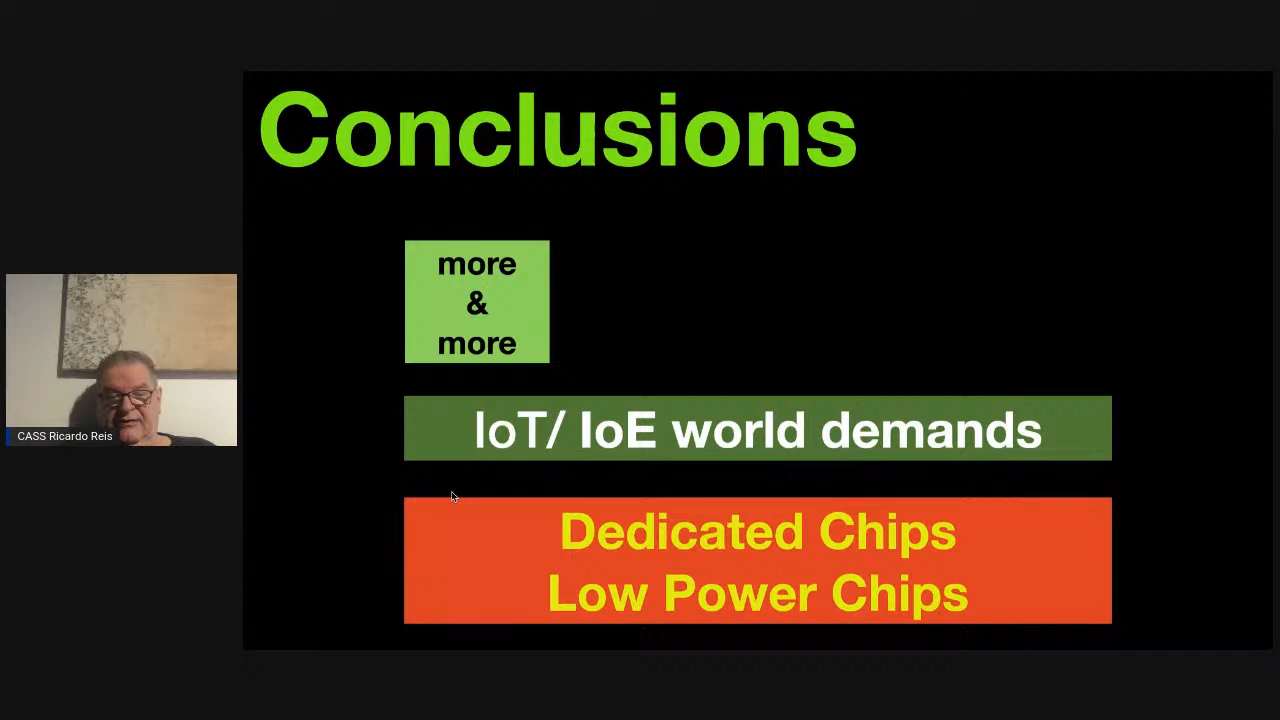 Conclusions
more
&
more
IoT/ IoE world demands
Dedicated Chips
Low Power Chips
CASS Ricardo Reis